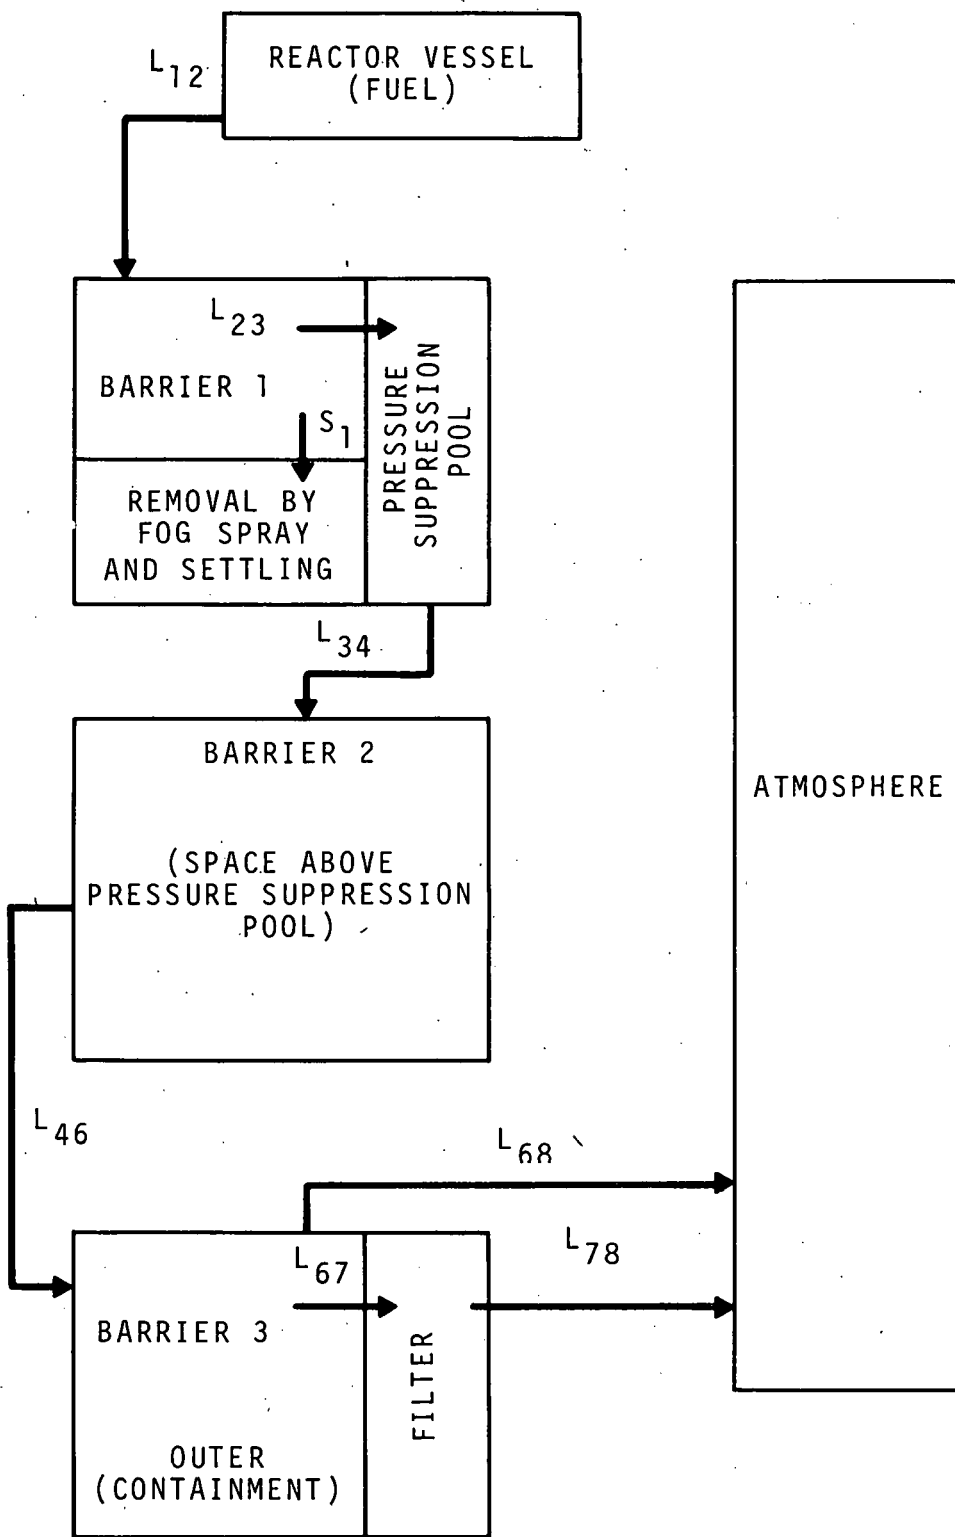 L12
REACTOR VESSEL
(FUEL)
L23
BARRIER 1
S1
PRESSURE
SUPPRESSION
POOL
REMOVAL BY
FOG SPRAY
AND SETTLING
L34
BARRIER 2
(SPACE ABOVE
PRESSURE SUPPRESSION
POOL)
ATMOSPHERE
L46
L68
L67
L78
BARRIER 3
FILTER
OUTER
(CONTAINMENT)